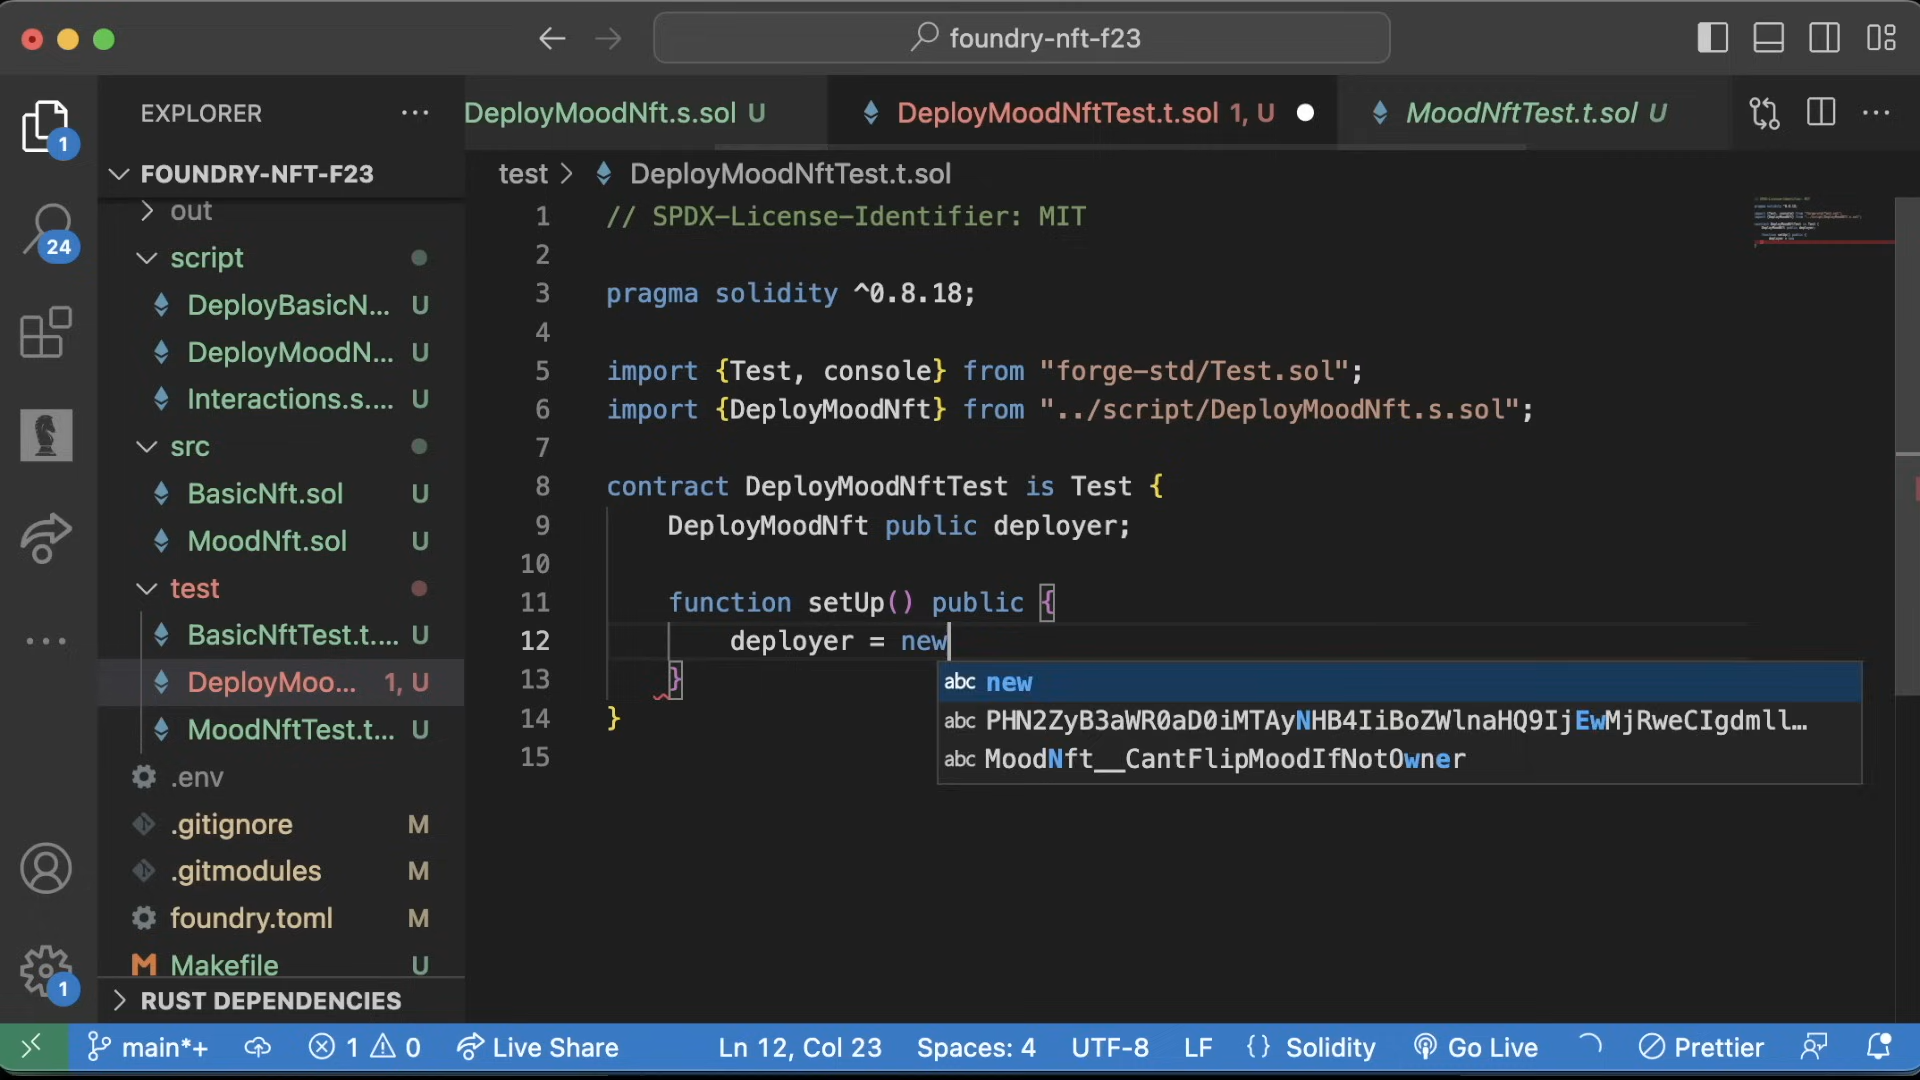 foundry-nft-f23
EXPLORER
DeployMoodNft.s.sol U
DeployMoodNftTest.t.sol 1, U
MoodNftTest.t.sol U
1
24
1
FOUNDRY-NFT-F23
out
script
DeployBasicN... U
DeployMoodN... U
Interactions.s.... U
src
BasicNft.sol U
MoodNft.sol U
test
BasicNftTest.t.... U
DeployMoo... 1, U
MoodNftTest.t... U
.env
.gitignore M
.gitmodules M
foundry.toml M
Makefile U
RUST DEPENDENCIES
test > DeployMoodNftTest.t.sol
1 // SPDX-License-Identifier: MIT
2
3 pragma solidity ^0.8.18;
4
5 import {Test, console} from "forge-std/Test.sol";
6 import {DeployMoodNft} from "../script/DeployMoodNft.s.sol";
7
8 contract DeployMoodNftTest is Test {
9 DeployMoodNft public deployer;
10
11 function setUp() public {
12 deployer = new
13 }
14 }
15
abc new
abc PHN2ZyB3aWR0aD0iMTAyNHB4IiBoZWlnaHQ9IjEwMjRweCIgdmll...
abc MoodNft__CantFlipMoodIfNotOwner
main*+ 1 0 Live Share Ln 12, Col 23 Spaces: 4 UTF-8 LF {} Solidity Go Live Prettier